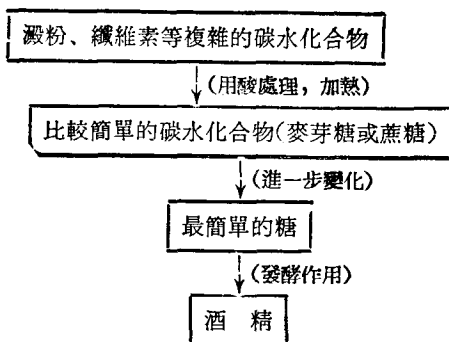 澱粉、纖維素等複雜的碳水化合物
(用酸處理,加熱)
比較簡單的碳水化合物(麥芽糖或蔗糖)
(進一步變化)
最簡單的糖
(發酵作用)
酒 精